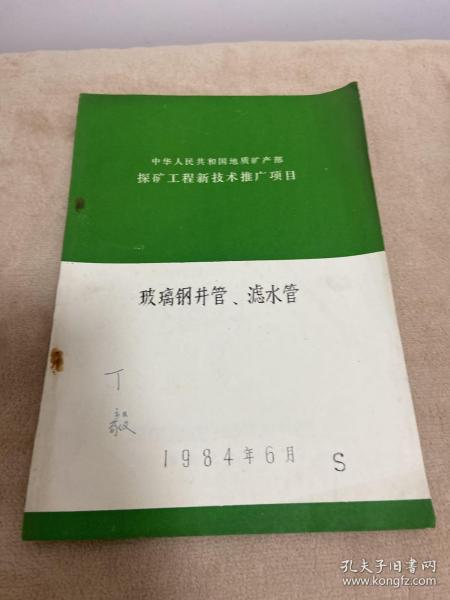 中华人民共和国地质矿产部
探矿工程新技术推广项目
玻璃钢井管、滤水管
丁
毅
1984年6月
S
孔夫子旧书网
www.kongfz.com